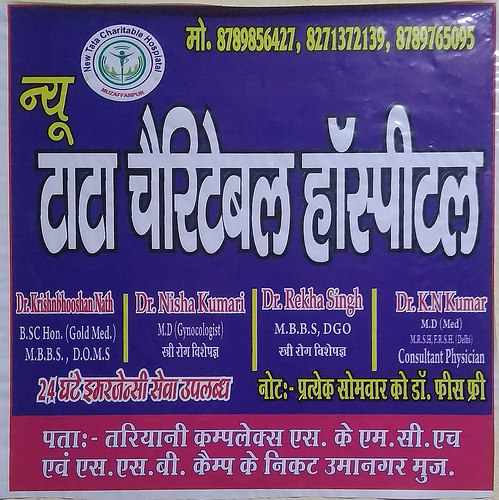 मो. 8789856427, 8271372139, 8789765095
New Tata Charitable Hosplatal
MUZAFFARPUR
न्यू
टाटा चैरिटेबल हॉस्पीटल
Dr. Krishnbhooshan Nath
B.SC Hon. (Gold Med.)
M.B.B.S. , D.O.M.S
Dr. Nisha Kumari
M.D (Gynocologist)
स्त्री रोग विशेषज्ञ
Dr. Rekha Singh
M.B.B.S, DGO
स्त्री रोग विशेषज्ञ
Dr. K.N Kumar
M.D (Med)
M.R.S.H, F.R.S.H. (Delhi)
Consultant Physician
24 घंटे इमरजेन्सी सेवा उपलब्ध
नोट:- प्रत्येक सोमवार को डॉ. फीस फ्री
पता:- तरियानी कम्पलेक्स एस. के एम.सी.एच
एवं एस.एस.बी. कैम्प के निकट उमानगर मुज.